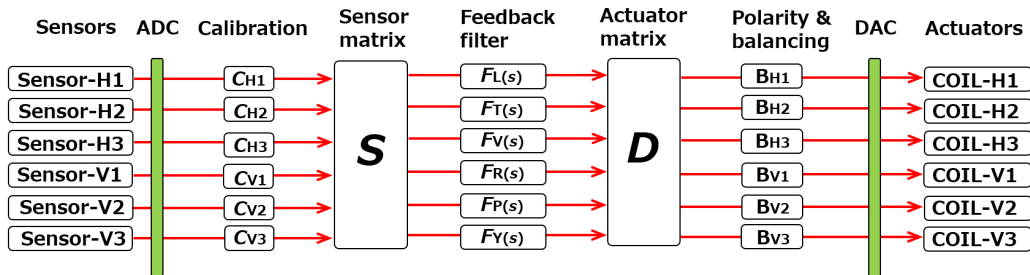 Sensors ADC Calibration Sensor matrix Feedback filter Actuator matrix Polarity & balancing DAC Actuators
Sensor-H1 CH1 FL(s) BH1 COIL-H1
Sensor-H2 CH2 FT(s) BH2 COIL-H2
Sensor-H3 CH3 FV(s) BH3 COIL-H3
S D
Sensor-V1 CV1 FR(s) BV1 COIL-V1
Sensor-V2 CV2 FP(s) BV2 COIL-V2
Sensor-V3 CV3 FY(s) BV3 COIL-V3